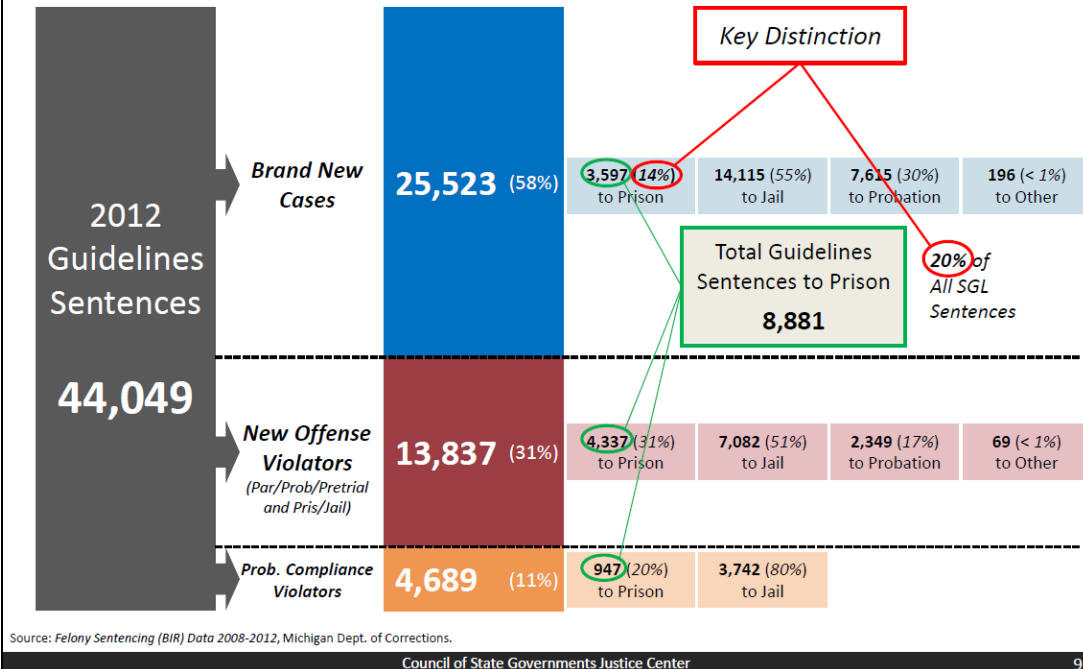 Key Distinction
2012
Guidelines
Sentences
44,049
Brand New
Cases
25,523 (58%)
3,597 (14%)
to Prison
14,115 (55%)
to Jail
7,615 (30%)
to Probation
196 (< 1%)
to Other
Total Guidelines
Sentences to Prison
8,881
20% of
All SGL
Sentences
New Offense
Violators
(Par/Prob/Pretrial
and Pris/Jail)
13,837 (31%)
4,337 (31%)
to Prison
7,082 (51%)
to Jail
2,349 (17%)
to Probation
69 (< 1%)
to Other
Prob. Compliance
Violators
4,689 (11%)
947 (20%)
to Prison
3,742 (80%)
to Jail
Source: Felony Sentencing (BIR) Data 2008-2012, Michigan Dept. of Corrections.
Council of State Governments Justice Center
9